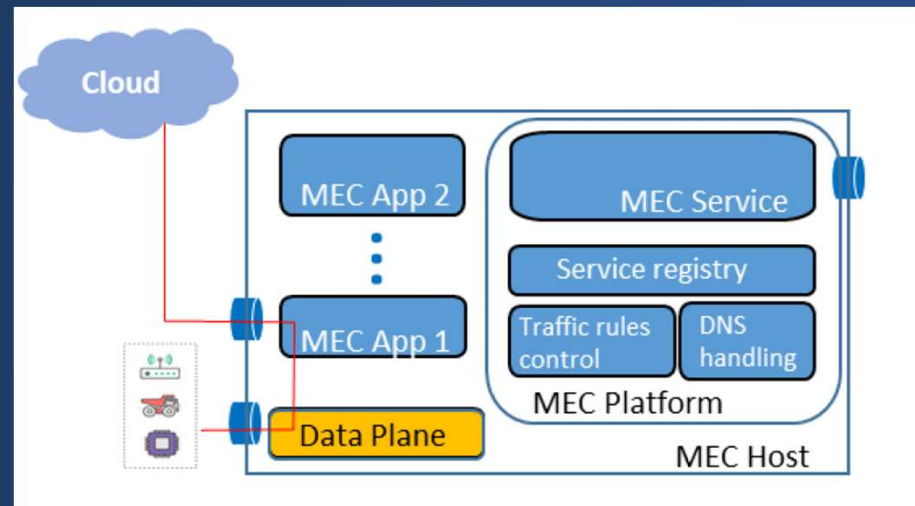 Cloud
MEC App 2
MEC App 1
Data Plane
MEC Service
Service registry
Traffic rules
control
DNS
handling
MEC Platform
MEC Host